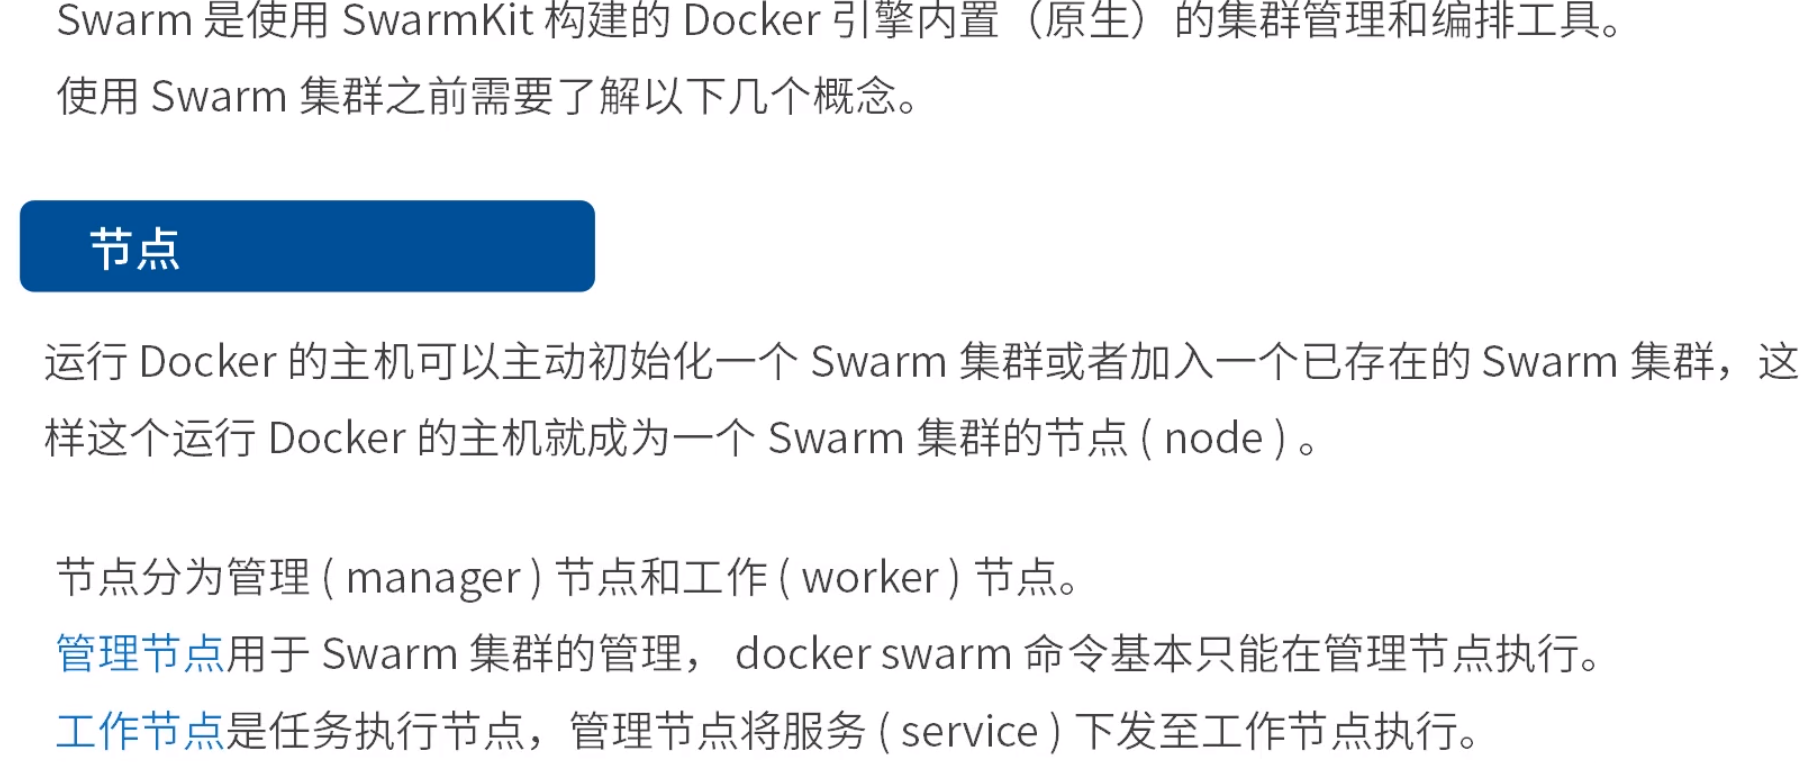 Swarm 是使用 SwarmKit 构建的 Docker 引擎内置（原生）的集群管理和编排工具。
使用 Swarm 集群之前需要了解以下几个概念。
节点
运行 Docker 的主机可以主动初始化一个 Swarm 集群或者加入一个已存在的 Swarm 集群，这
样这个运行 Docker 的主机就成为一个 Swarm 集群的节点 ( node ) 。
节点分为管理 ( manager ) 节点和工作 ( worker ) 节点。
管理节点用于 Swarm 集群的管理， docker swarm 命令基本只能在管理节点执行。
工作节点是任务执行节点，管理节点将服务 ( service ) 下发至工作节点执行。